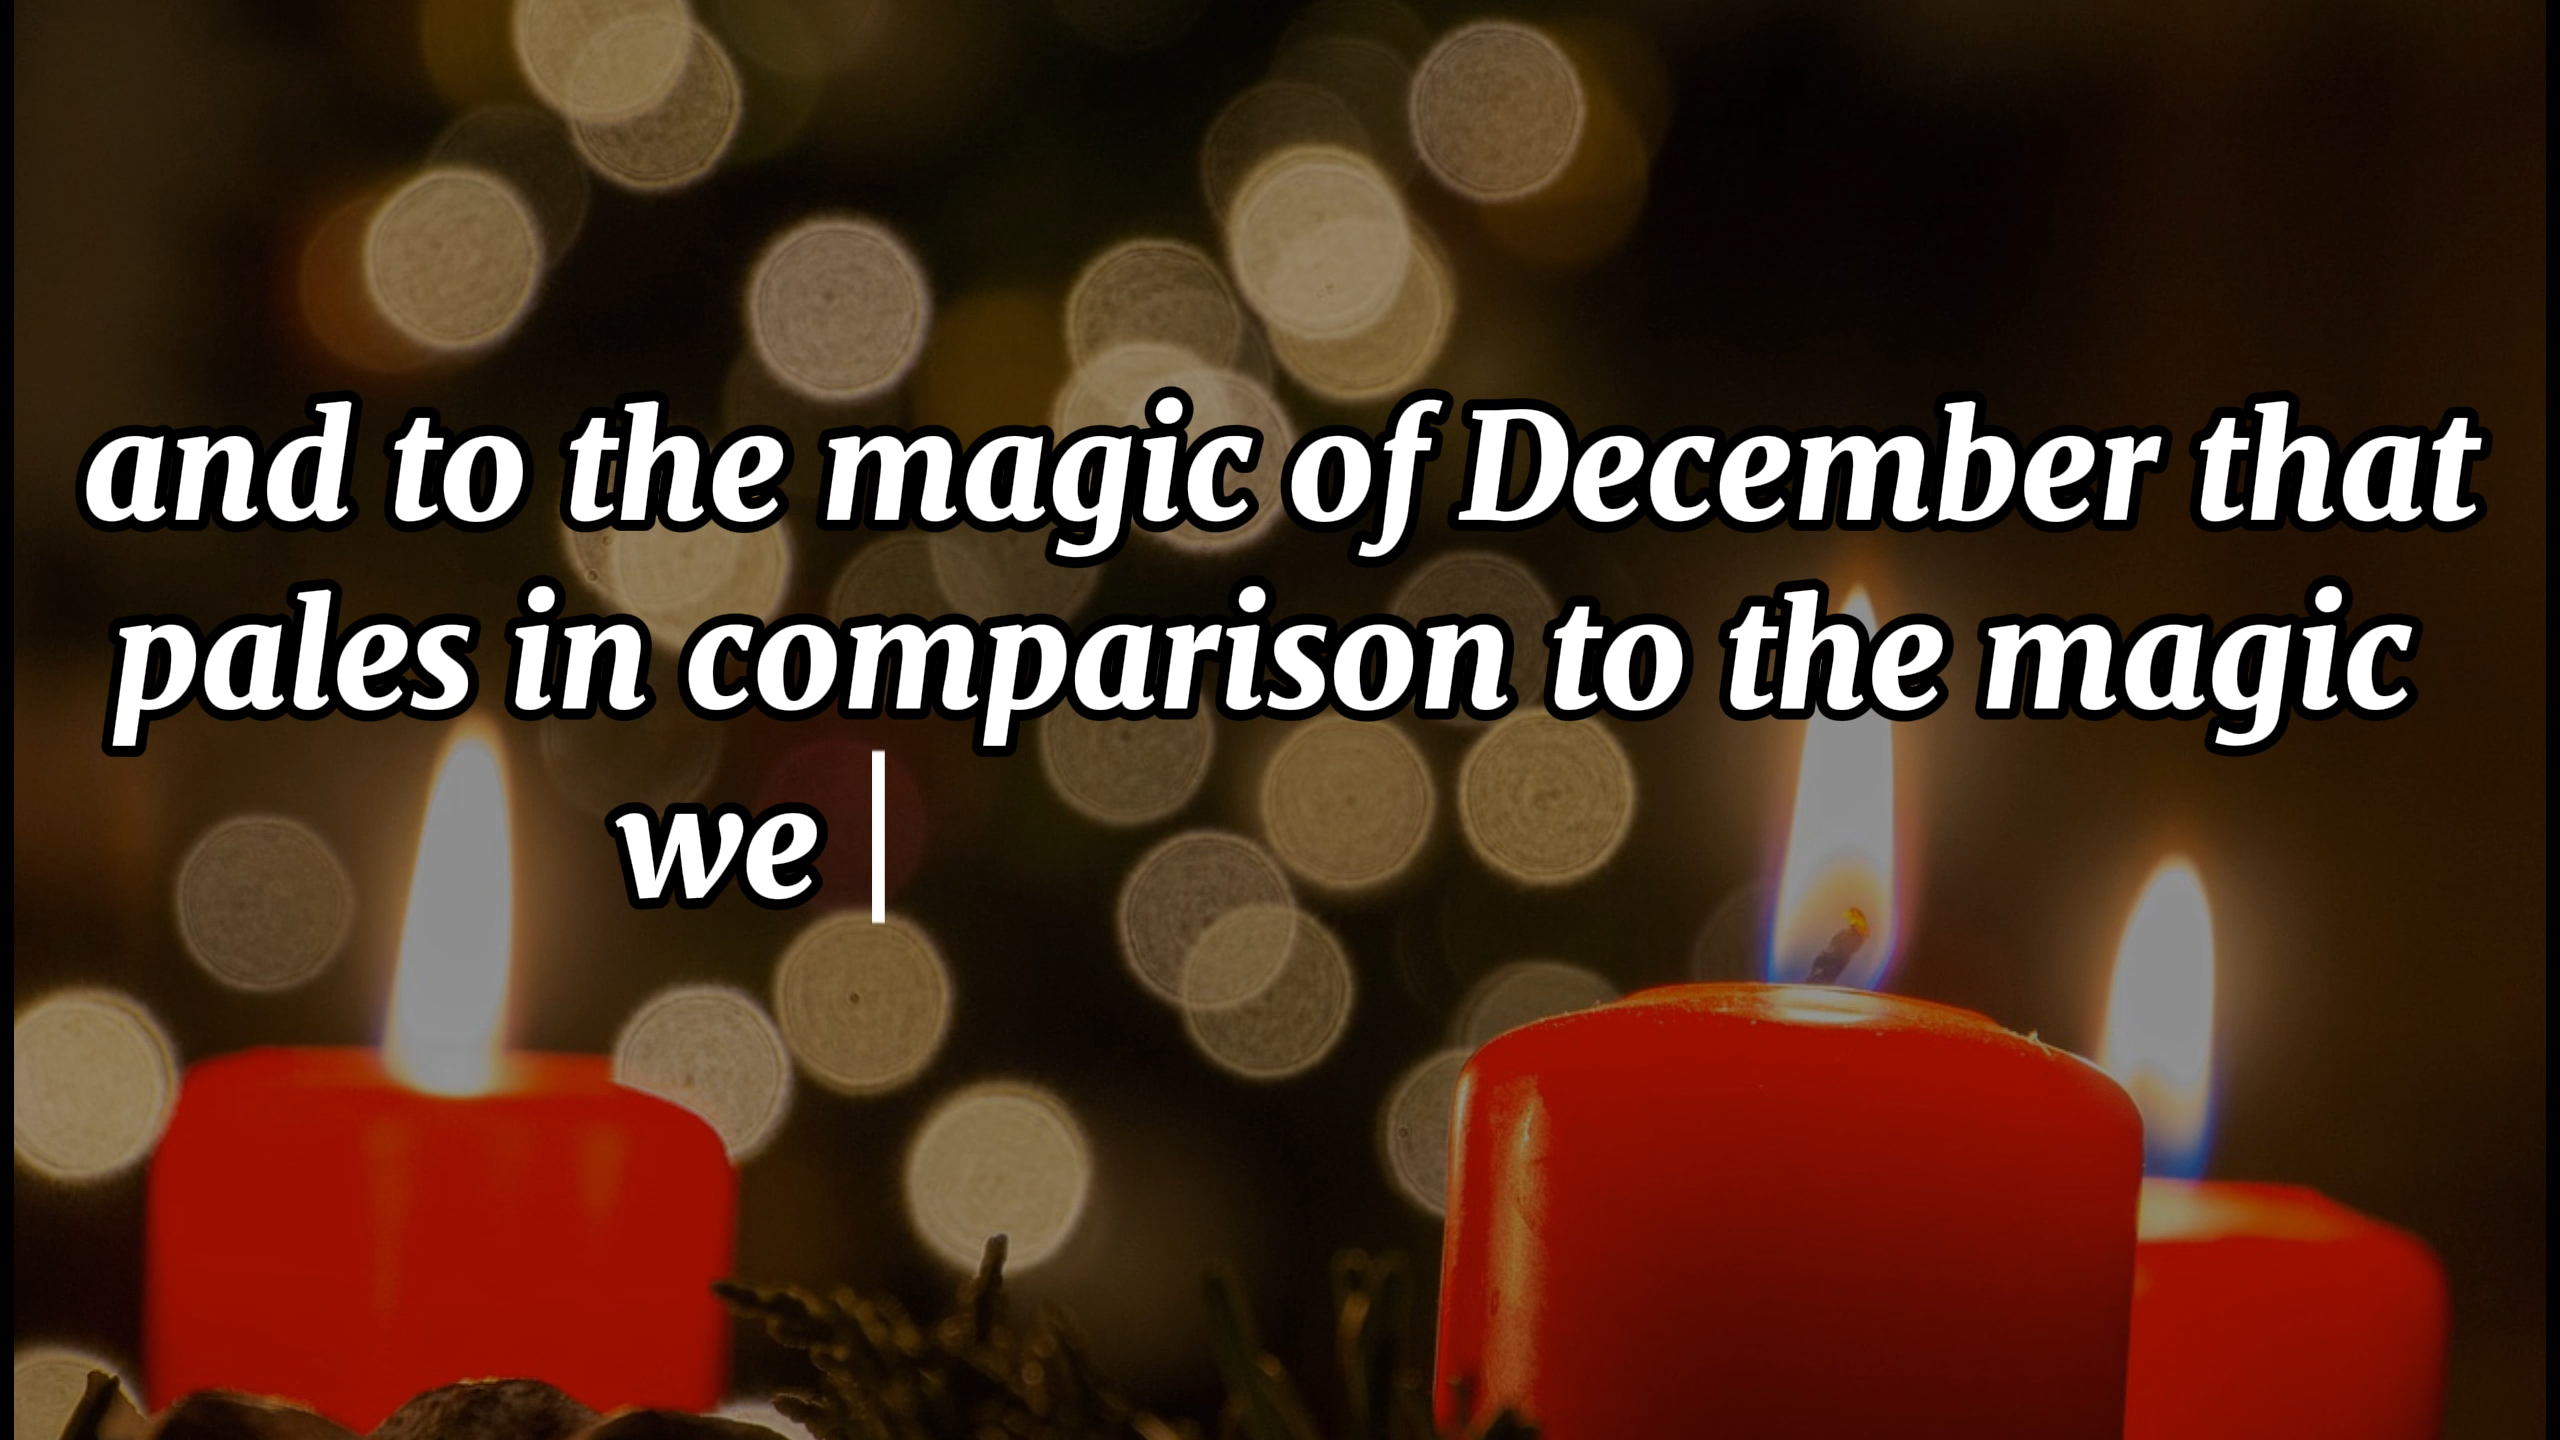 and to the magic of December that
pales in comparison to the magic
we